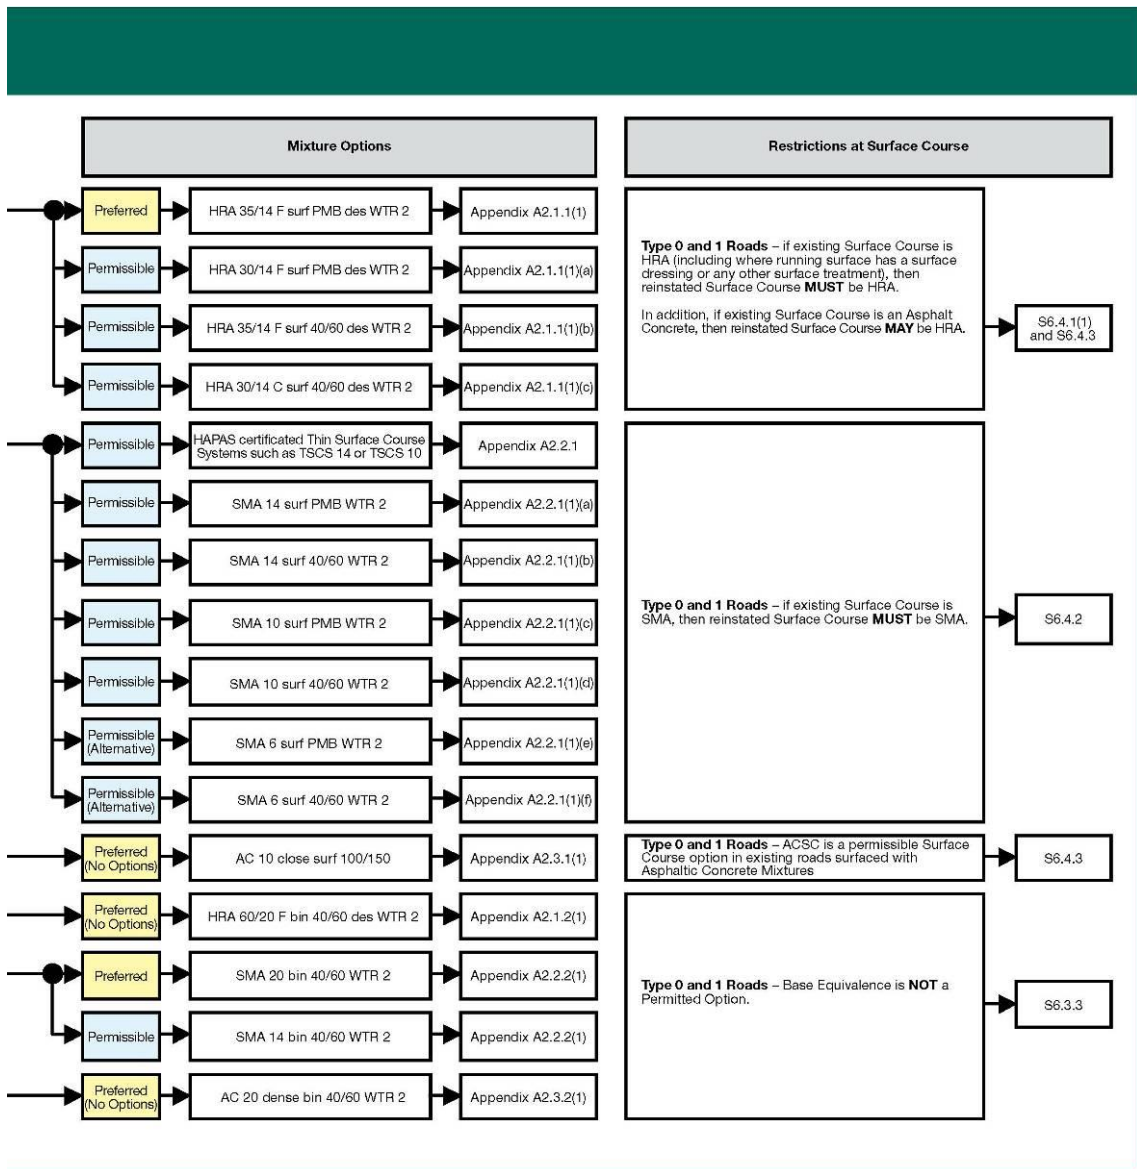 Mixture Options
Restrictions at Surface Course
Preferred
HRA 35/14 F surf PMB des WTR 2
Appendix A2.1.1(1)
Permissible
HRA 30/14 F surf PMB des WTR 2
Appendix A2.1.1(1)(a)
Permissible
HRA 35/14 F surf 40/60 des WTR 2
Appendix A2.1.1(1)(b)
Permissible
HRA 30/14 C surf 40/60 des WTR 2
Appendix A2.1.1(1)(c)
Type 0 and 1 Roads – if existing Surface Course is
HRA (including where running surface has a surface
dressing or any other surface treatment), then
reinstated Surface Course MUST be HRA.
In addition, if existing Surface Course is an Asphalt
Concrete, then reinstated Surface Course MAY be HRA.
S6.4.1(1)
and S6.4.3
Permissible
HAPAS certificated Thin Surface Course
Systems such as TSCS 14 or TSCS 10
Appendix A2.2.1
Permissible
SMA 14 surf PMB WTR 2
Appendix A2.2.1(1)(a)
Permissible
SMA 14 surf 40/60 WTR 2
Appendix A2.2.1(1)(b)
Permissible
SMA 10 surf PMB WTR 2
Appendix A2.2.1(1)(c)
Permissible
SMA 10 surf 40/60 WTR 2
Appendix A2.2.1(1)(d)
Permissible
(Alternative)
SMA 6 surf PMB WTR 2
Appendix A2.2.1(1)(e)
Permissible
(Alternative)
SMA 6 surf 40/60 WTR 2
Appendix A2.2.1(1)(f)
Type 0 and 1 Roads – if existing Surface Course is
SMA, then reinstated Surface Course MUST be SMA.
S6.4.2
Preferred
(No Options)
AC 10 close surf 100/150
Appendix A2.3.1(1)
Type 0 and 1 Roads – ACSC is a permissible Surface
Course option in existing roads surfaced with
Asphaltic Concrete Mixtures
S6.4.3
Preferred
(No Options)
HRA 60/20 F bin 40/60 des WTR 2
Appendix A2.1.2(1)
Preferred
SMA 20 bin 40/60 WTR 2
Appendix A2.2.2(1)
Permissible
SMA 14 bin 40/60 WTR 2
Appendix A2.2.2(1)
Preferred
(No Options)
AC 20 dense bin 40/60 WTR 2
Appendix A2.3.2(1)
Type 0 and 1 Roads – Base Equivalence is NOT a
Permitted Option.
S6.3.3